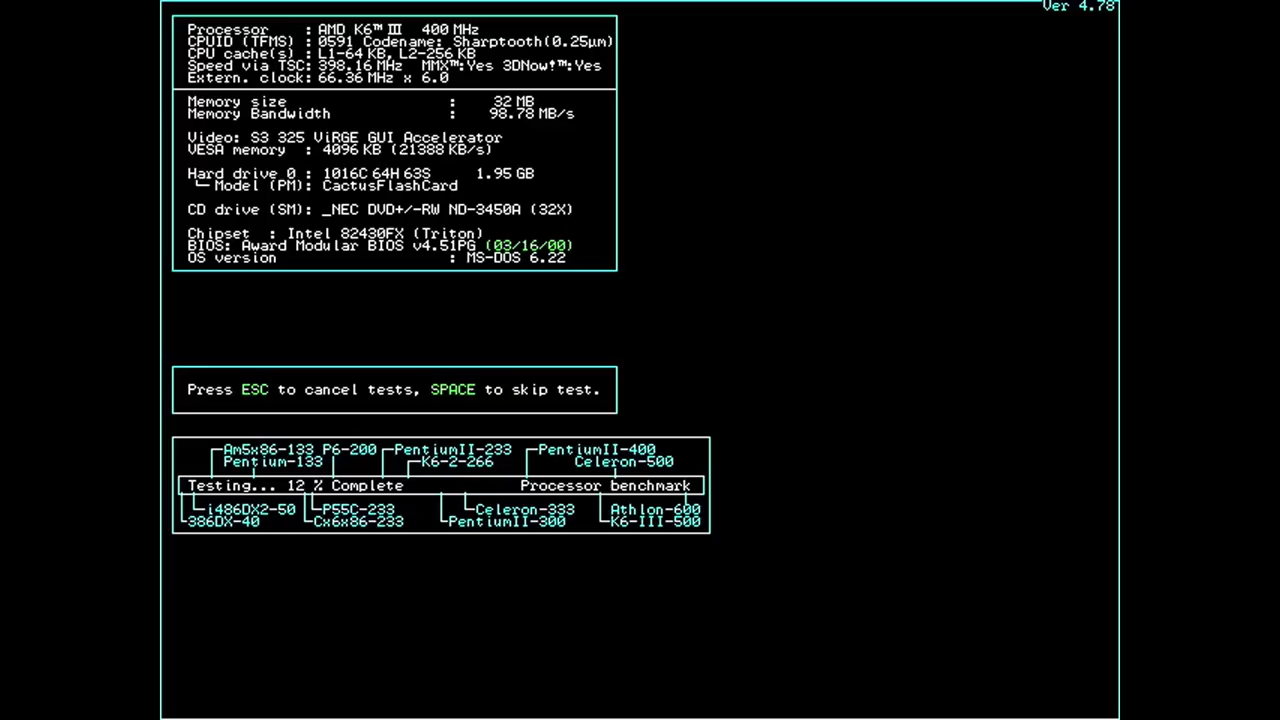 Ver 4.78
Processor : AMD K6™ III 400 MHz
CPUID (TFMS) : 0591 Codename: Sharptooth(0.25µm)
CPU cache(s) : L1-64 KB, L2-256 KB
Speed via TSC: 398.16 MHz MMX™:Yes 3DNow!™:Yes
Extern. clock: 66.36 MHz x 6.0
Memory size : 32 MB
Memory Bandwidth : 98.78 MB/s
Video: S3 325 ViRGE GUI Accelerator
VESA memory : 4096 KB (21388 KB/s)
Hard drive 0 : 1016C 64H 63S 1.95 GB
Model (PM): CactusFlashCard
CD drive (SM): _NEC DVD+/-RW ND-3450A (32X)
Chipset : Intel 82430FX (Triton)
BIOS: Award Modular BIOS v4.51PG (03/16/00)
OS version : MS-DOS 6.22
Press ESC to cancel tests, SPACE to skip test.
Am5x86-133 P6-200 PentiumII-233 PentiumII-400
Pentium-133 K6-2-266 Celeron-500
Testing... 12 % Complete Processor benchmark
i486DX2-50 P55C-233 Celeron-333 Athlon-600
386DX-40 Cx6x86-233 PentiumII-300 K6-III-500